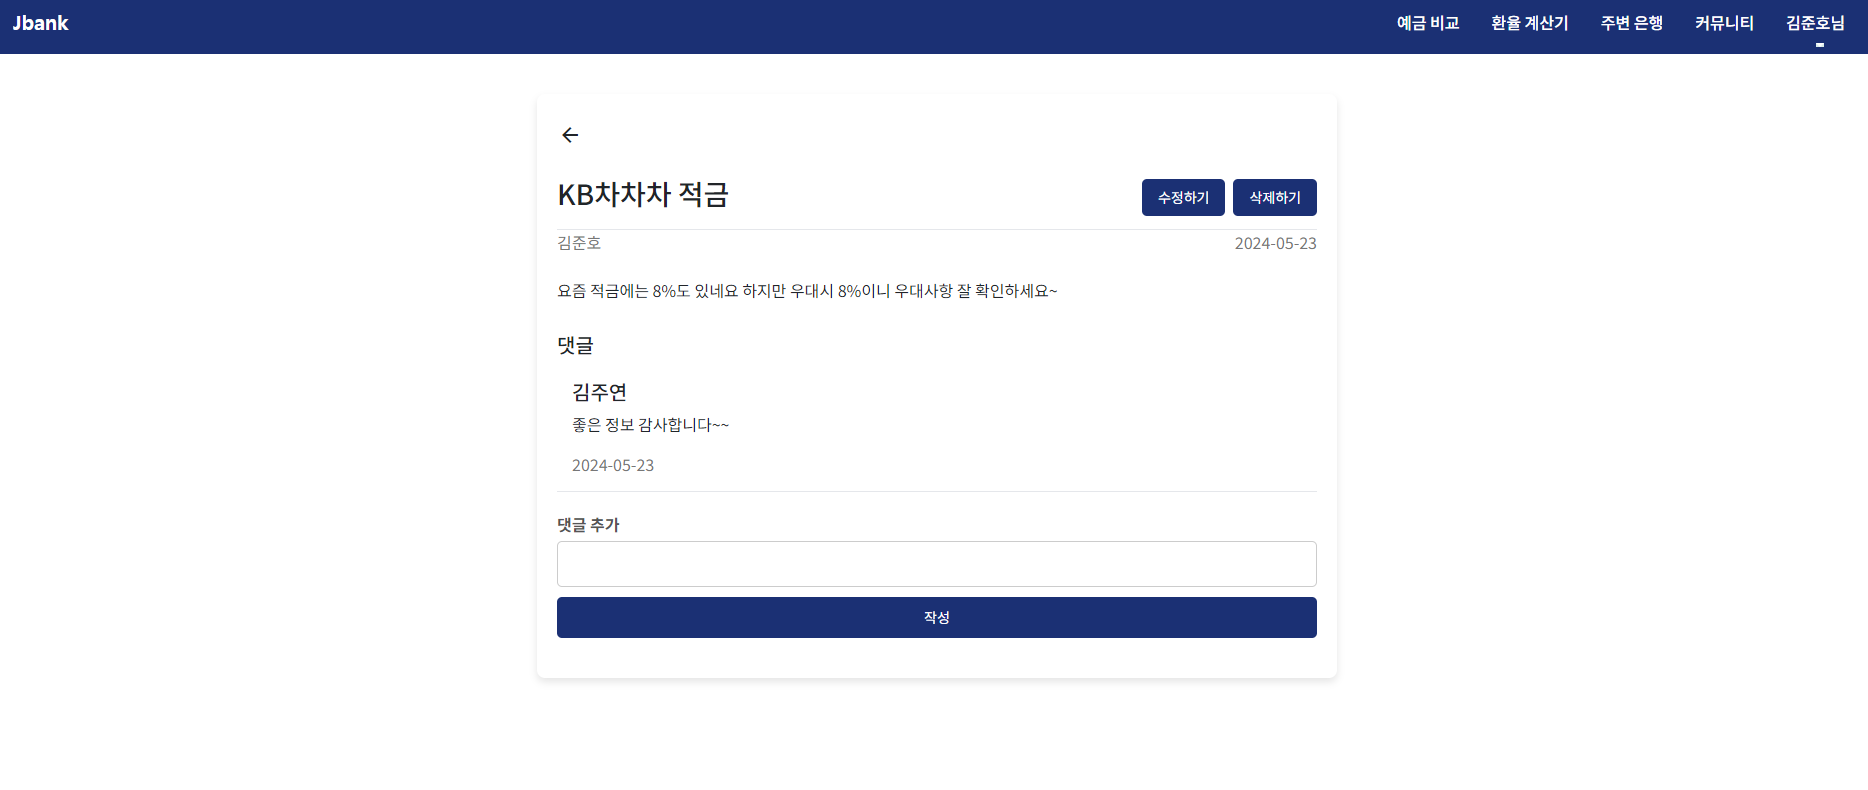 Jbank
예금 비교 환율 계산기 주변 은행 커뮤니티 김준호님
KB차차차 적금
수정하기 삭제하기
김준호 2024-05-23
요즘 적금에는 8%도 있네요 하지만 우대시 8%이니 우대사항 잘 확인하세요~
댓글
김주연
좋은 정보 감사합니다~~
2024-05-23
댓글 추가
작성